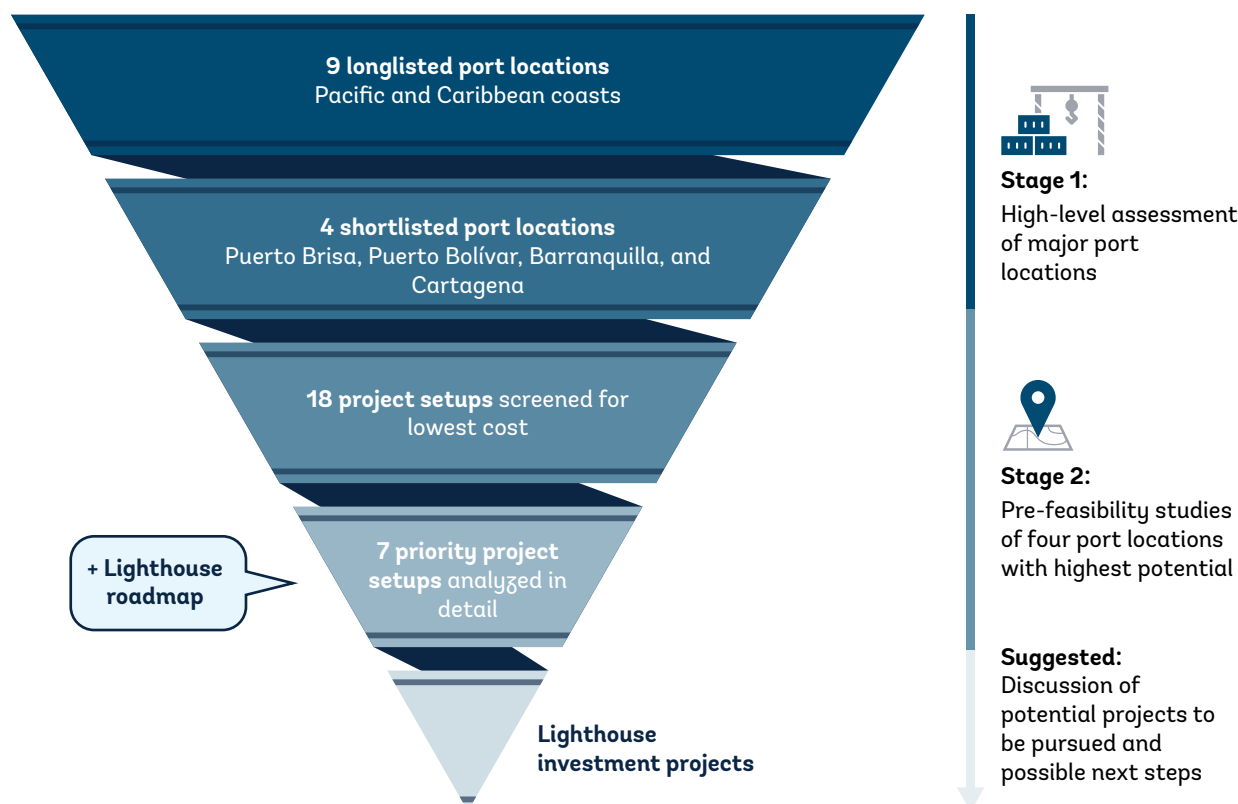 9 longlisted port locations
Pacific and Caribbean coasts
4 shortlisted port locations
Puerto Brisa, Puerto Bolívar, Barranquilla, and
Cartagena
18 project setups screened for
lowest cost
7 priority project
setups analyzed in
detail
+ Lighthouse
roadmap
Lighthouse
investment projects
Stage 1:
High-level assessment
of major port
locations
Stage 2:
Pre-feasibility studies
of four port locations
with highest potential
Suggested:
Discussion of
potential projects to
be pursued and
possible next steps